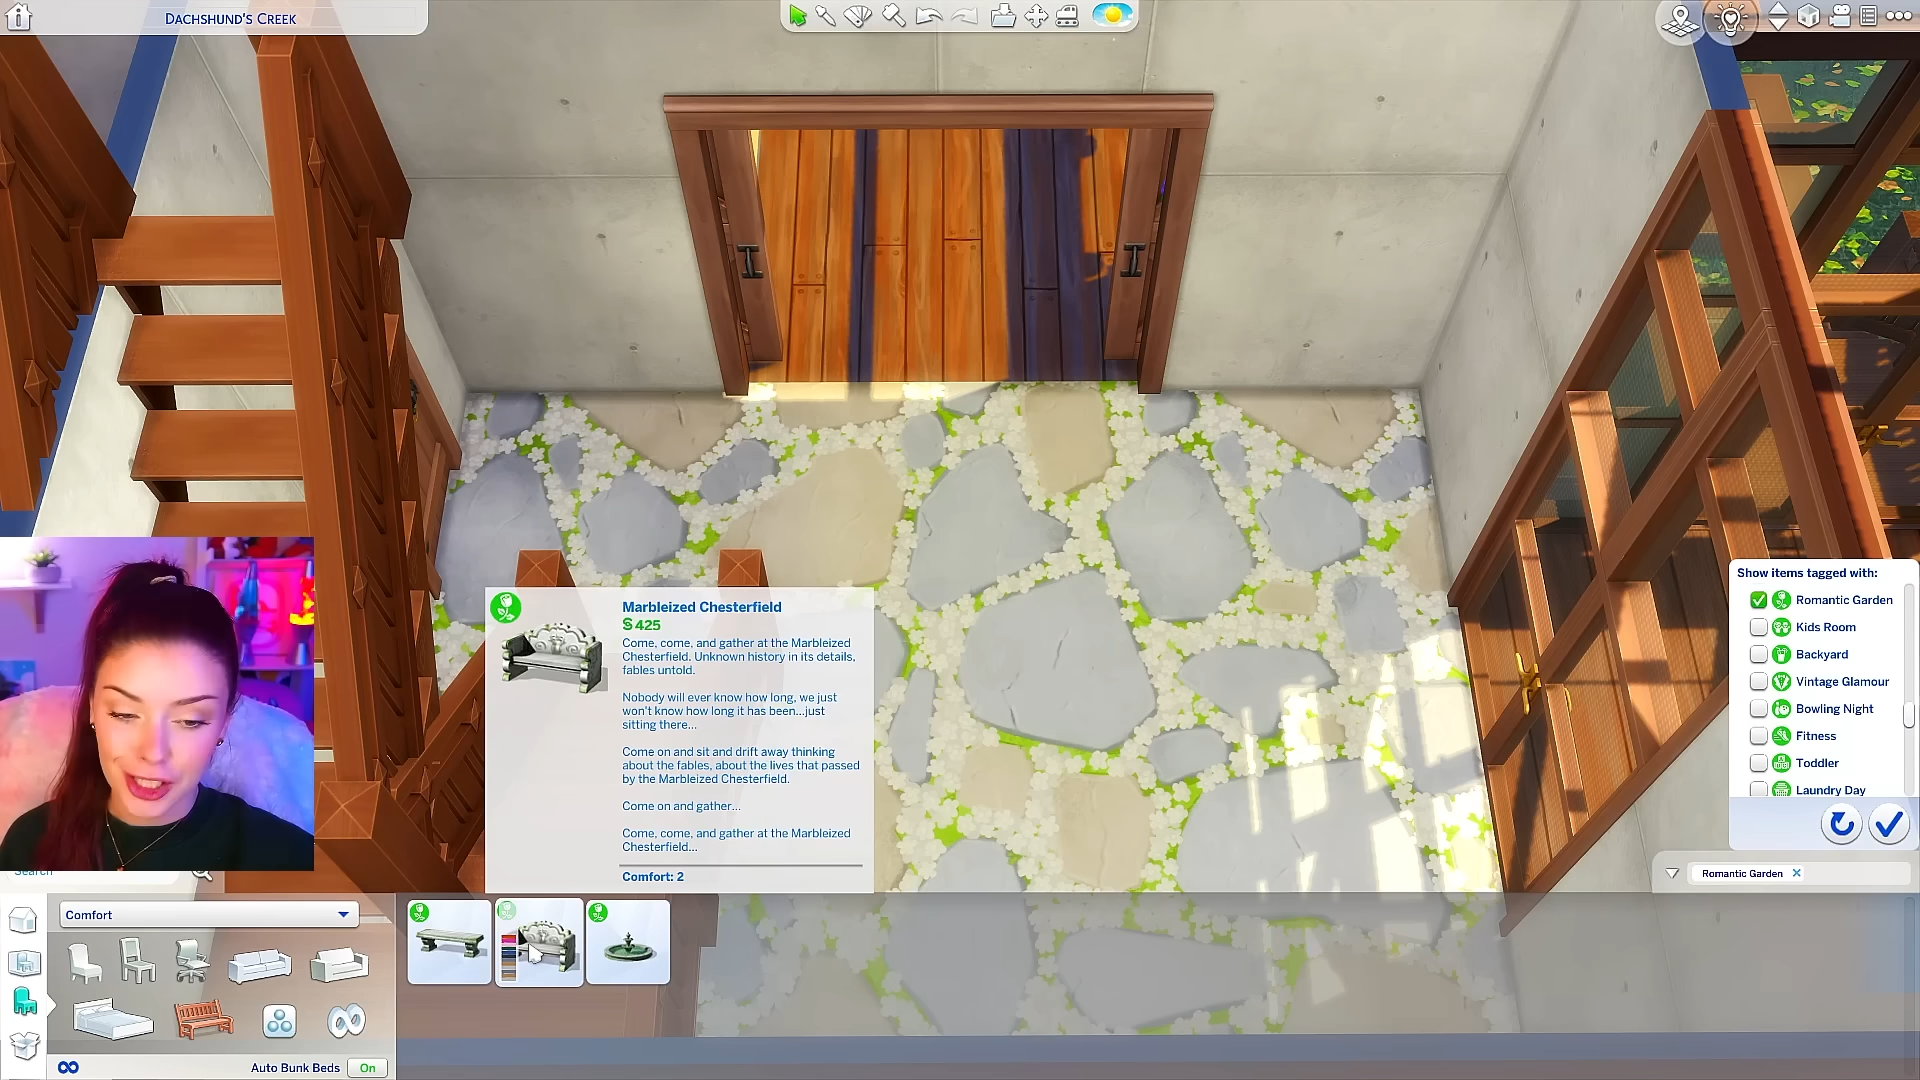 Dachshund's Creek
Marbleized Chesterfield
§425
Come, come, and gather at the Marbleized
Chesterfield. Unknown history in its details,
fables untold.
Nobody will ever know how long, we just
won't know how long it has been...just
sitting there...
Come on and sit and drift away thinking
about the fables, about the lives that passed
by the Marbleized Chesterfield.
Come on and gather...
Come, come, and gather at the Marbleized
Chesterfield...
Comfort: 2
Show items tagged with:
Romantic Garden
Kids Room
Backyard
Vintage Glamour
Bowling Night
Fitness
Toddler
Laundry Day
Romantic Garden
Search
Comfort
Auto Bunk Beds On